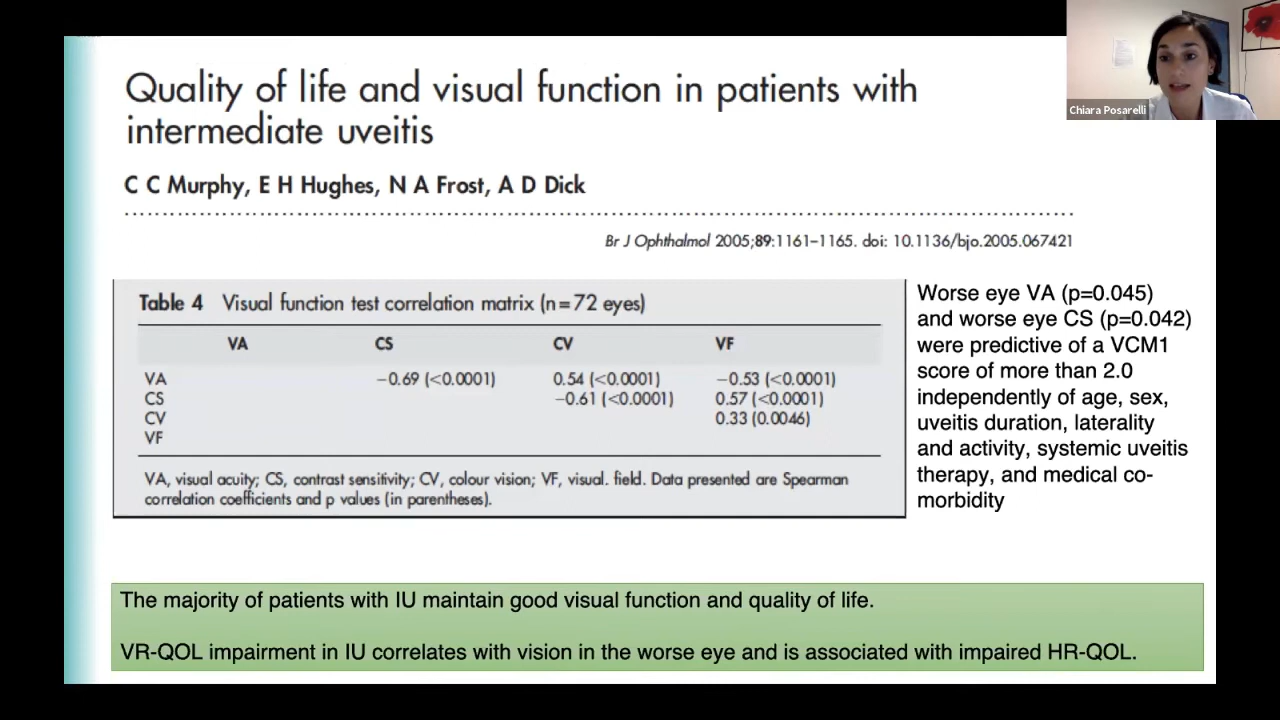 Quality of life and visual function in patients with
intermediate uveitis
C C Murphy, E H Hughes, N A Frost, A D Dick
Br J Ophthalmol 2005;89:1161–1165. doi: 10.1136/bjo.2005.067421
Table 4 Visual function test correlation matrix (n=72 eyes)
VA CS CV VF
VA −0.69 (<0.0001) 0.54 (<0.0001) −0.53 (<0.0001)
CS −0.61 (<0.0001) 0.57 (<0.0001)
CV 0.33 (0.0046)
VF
VA, visual acuity; CS, contrast sensitivity; CV, colour vision; VF, visual. field. Data presented are Spearman
correlation coefficients and p values (in parentheses).
Worse eye VA (p=0.045)
and worse eye CS (p=0.042)
were predictive of a VCM1
score of more than 2.0
independently of age, sex,
uveitis duration, laterality
and activity, systemic uveitis
therapy, and medical co-
morbidity
The majority of patients with IU maintain good visual function and quality of life.
VR-QOL impairment in IU correlates with vision in the worse eye and is associated with impaired HR-QOL.
Chiara Posarelli